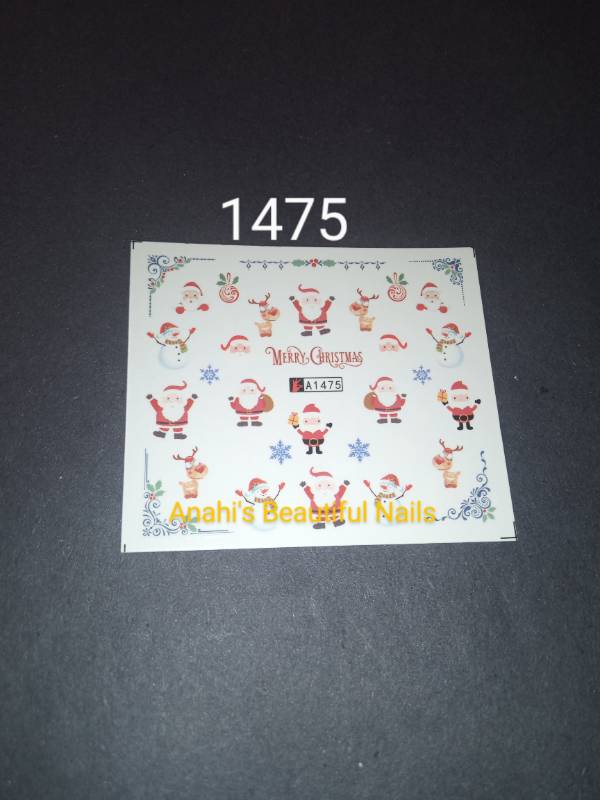 1475
MERRY CHRISTMAS
A1475
Anahi's Beautiful Nails